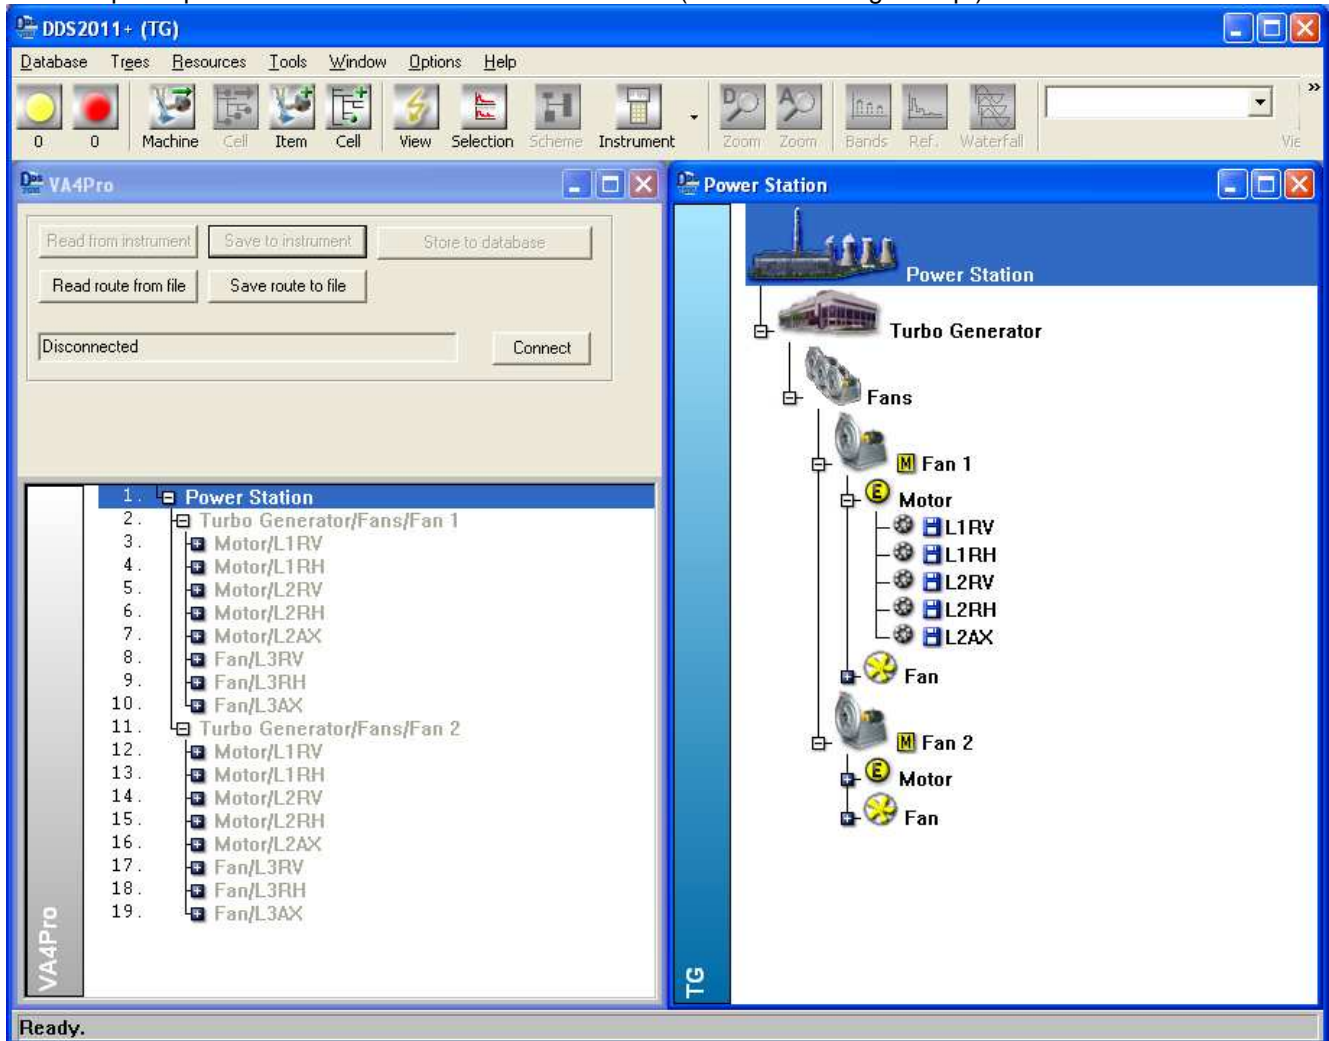 DDS2011+ (TG)
Database Trees Resources Tools Window Options Help
0 0 Machine Cell Item Cell View Selection Scheme Instrument Zoom Zoom Bands Ref. Waterfall
VA4Pro
Read from instrument Save to instrument Store to database
Read route from file Save route to file
Disconnected Connect
1. Power Station
2. Turbo Generator/Fans/Fan 1
3. Motor/L1RV
4. Motor/L1RH
5. Motor/L2RV
6. Motor/L2RH
7. Motor/L2AX
8. Fan/L3RV
9. Fan/L3RH
10. Fan/L3AX
11. Turbo Generator/Fans/Fan 2
12. Motor/L1RV
13. Motor/L1RH
14. Motor/L2RV
15. Motor/L2RH
16. Motor/L2AX
17. Fan/L3RV
18. Fan/L3RH
19. Fan/L3AX
VA4Pro
Power Station
Power Station
Turbo Generator
Fans
M Fan 1
E Motor
L1RV
L1RH
L2RV
L2RH
L2AX
Fan
M Fan 2
E Motor
Fan
TG
Ready.